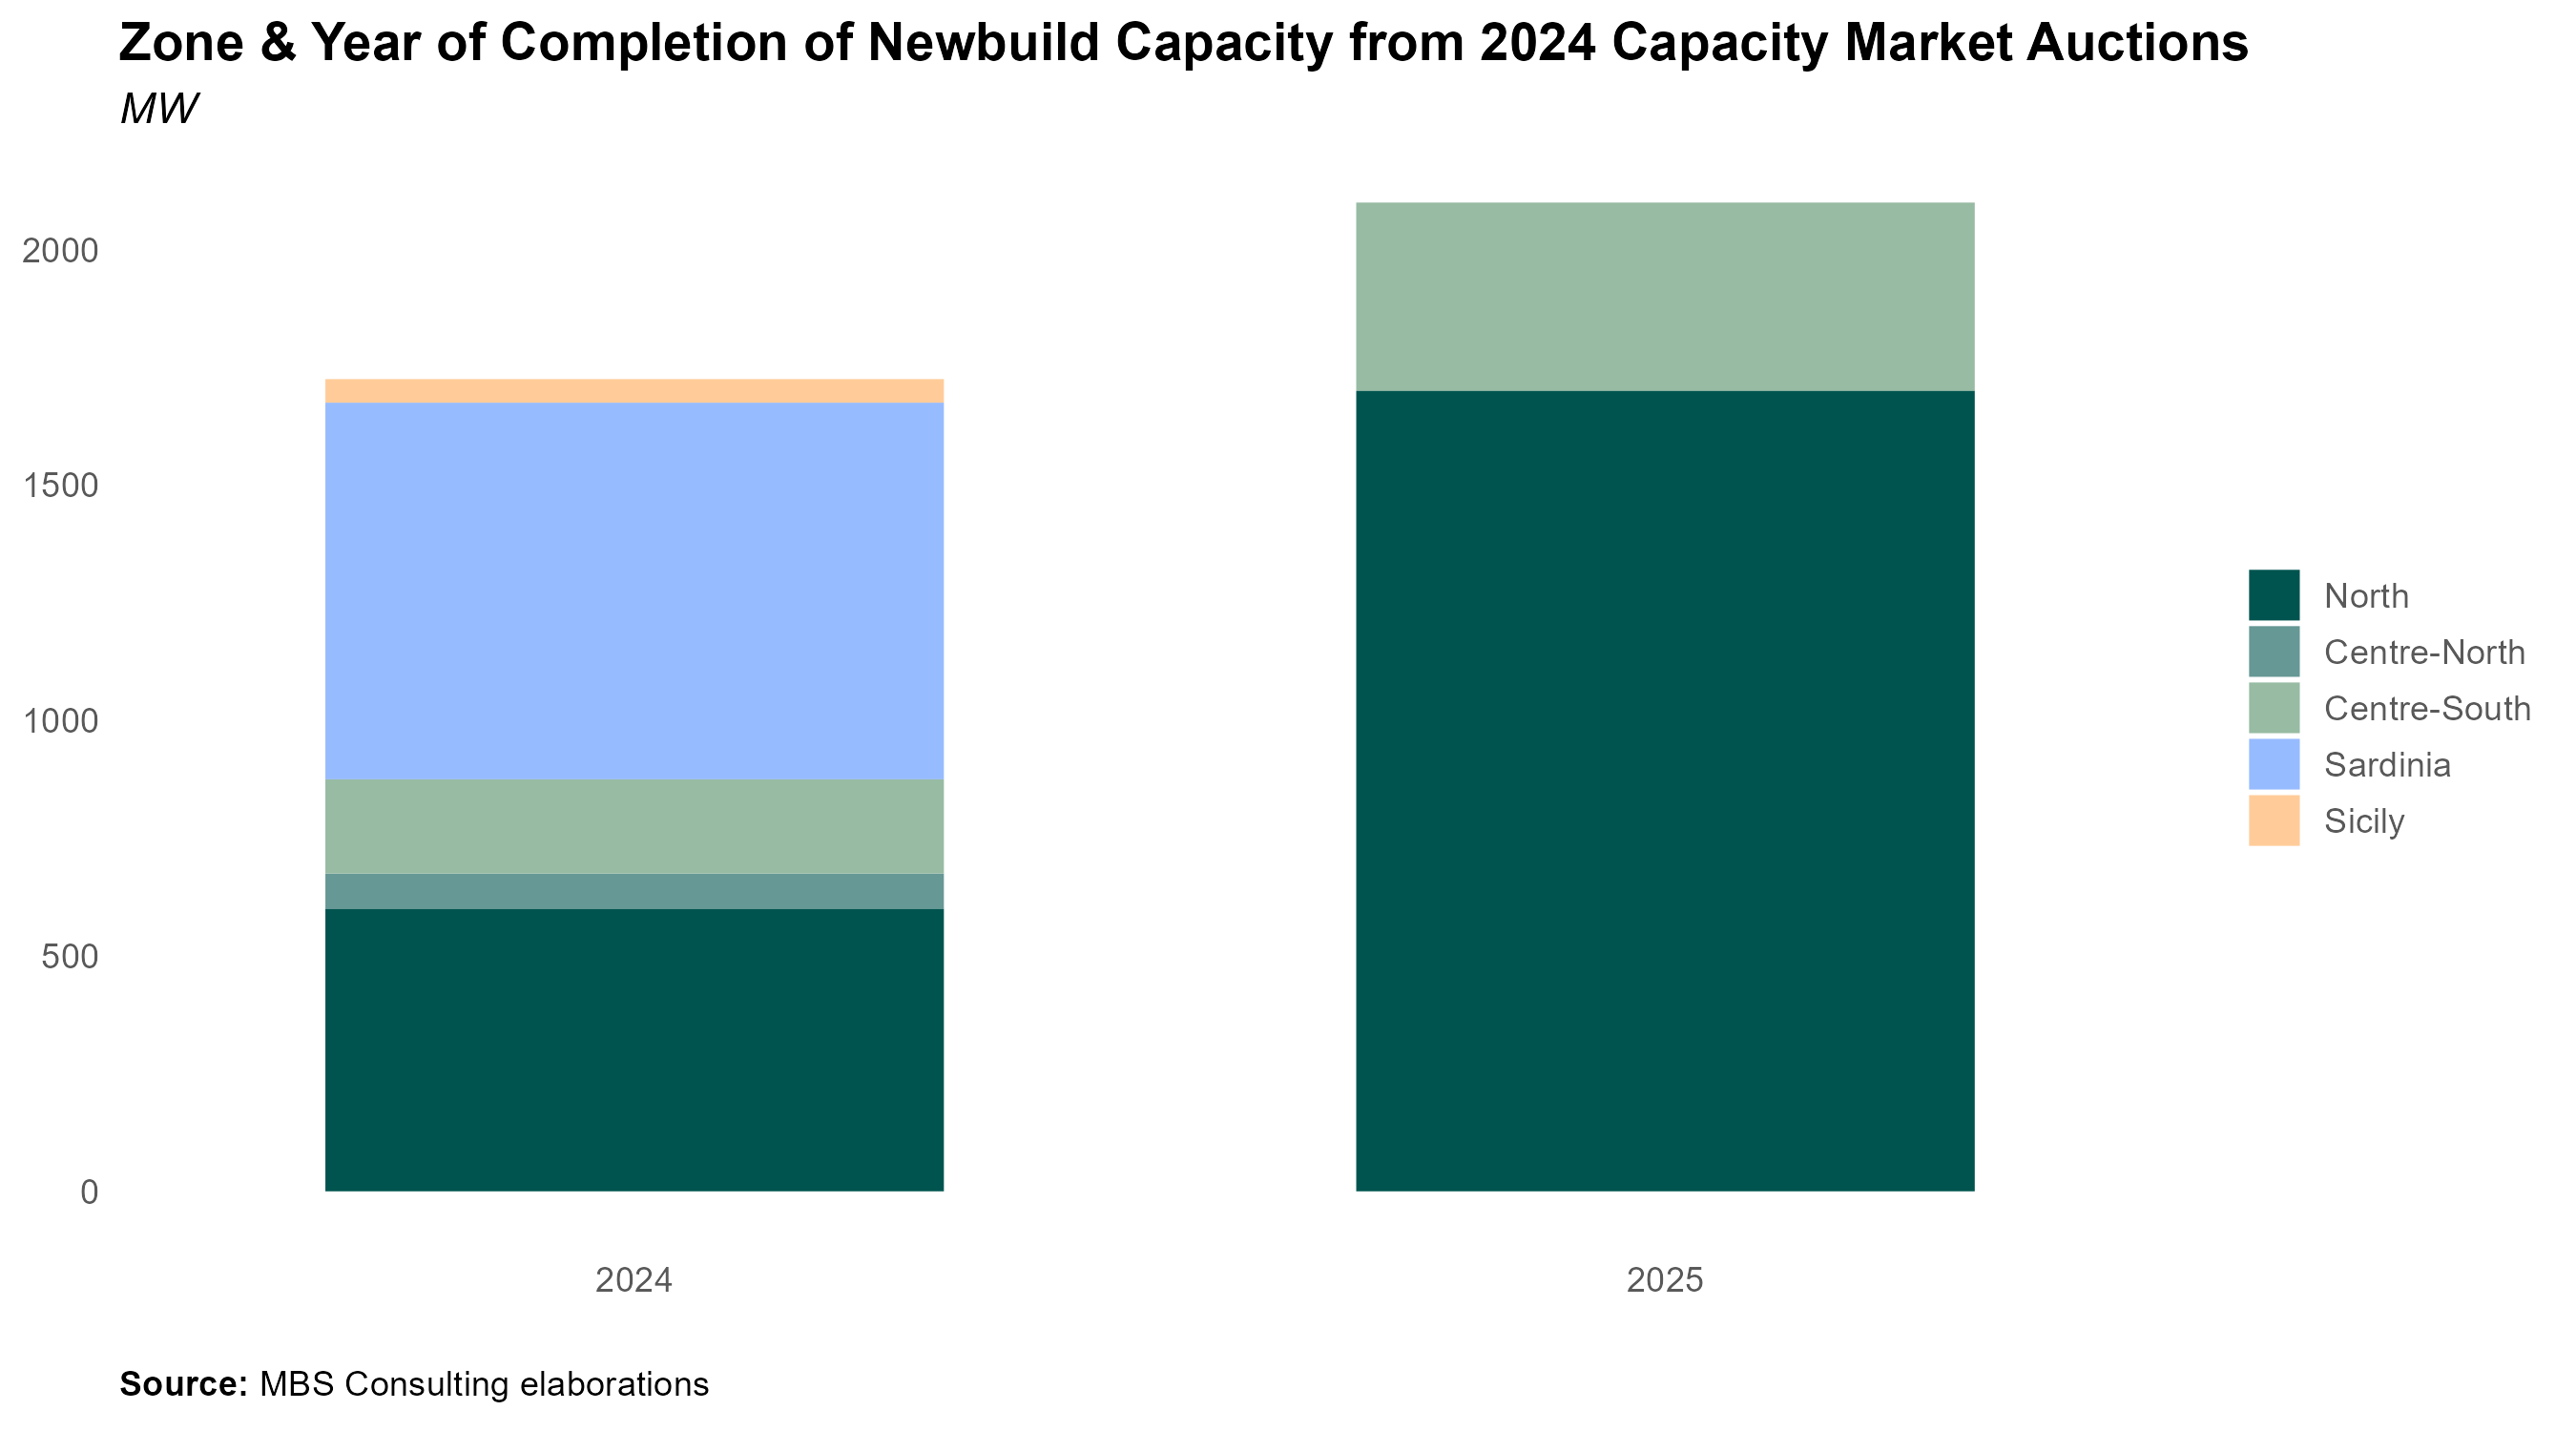 Zone & Year of Completion of Newbuild Capacity from 2024 Capacity Market Auctions
MW
2000
1500
1000
500
0
2024
2025
North
Centre-North
Centre-South
Sardinia
Sicily
Source: MBS Consulting elaborations